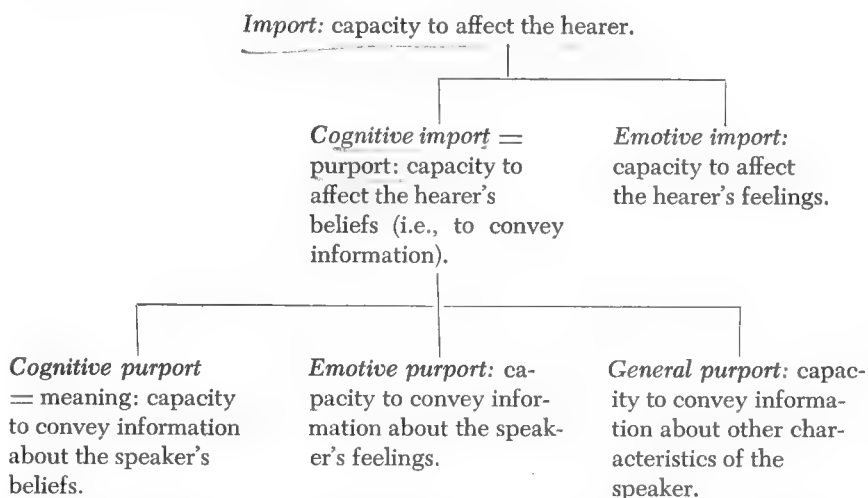 Import: capacity to affect the hearer.
Cognitive import =
purport: capacity to
affect the hearer's
beliefs (i.e., to convey
information).
Emotive import:
capacity to affect
the hearer's feelings.
Cognitive purport
= meaning: capacity
to convey information
about the speaker's
beliefs.
Emotive purport: ca-
pacity to convey infor-
mation about the speak-
er's feelings.
General purport: capac-
ity to convey informa-
tion about other char-
acteristics of the
speaker.